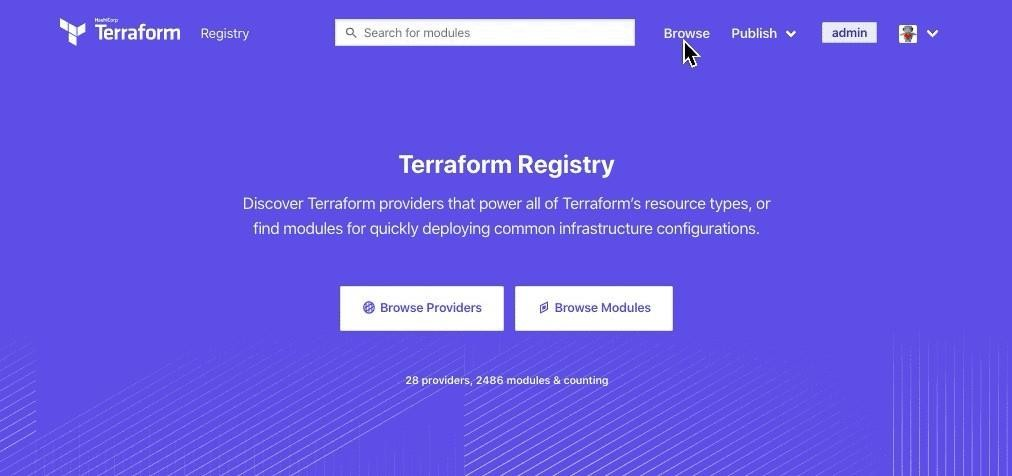 HashiCorp
Terraform Registry Search for modules Browse Publish admin
Terraform Registry
Discover Terraform providers that power all of Terraform’s resource types, or
find modules for quickly deploying common infrastructure configurations.
Browse Providers Browse Modules
28 providers, 2486 modules & counting